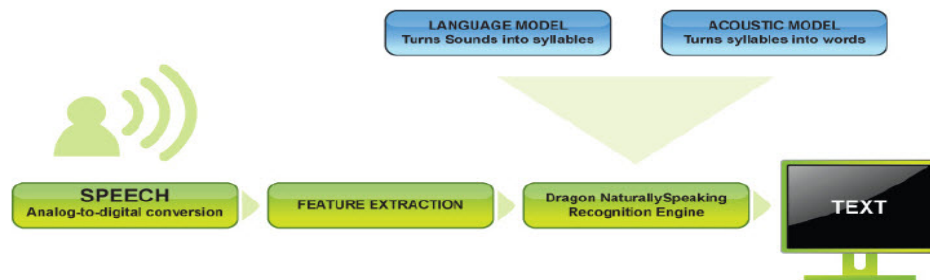 LANGUAGE MODEL
Turns Sounds into syllables
ACOUSTIC MODEL
Turns syllables into words
SPEECH
Analog-to-digital conversion
FEATURE EXTRACTION
Dragon NaturallySpeaking
Recognition Engine
TEXT